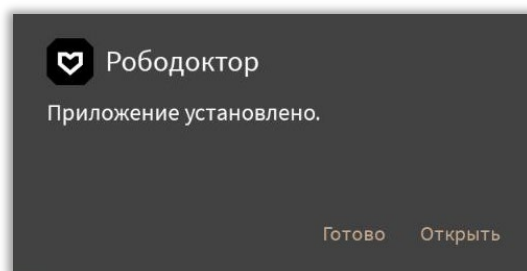 Рободоктор
Приложение установлено.
Готово Открыть